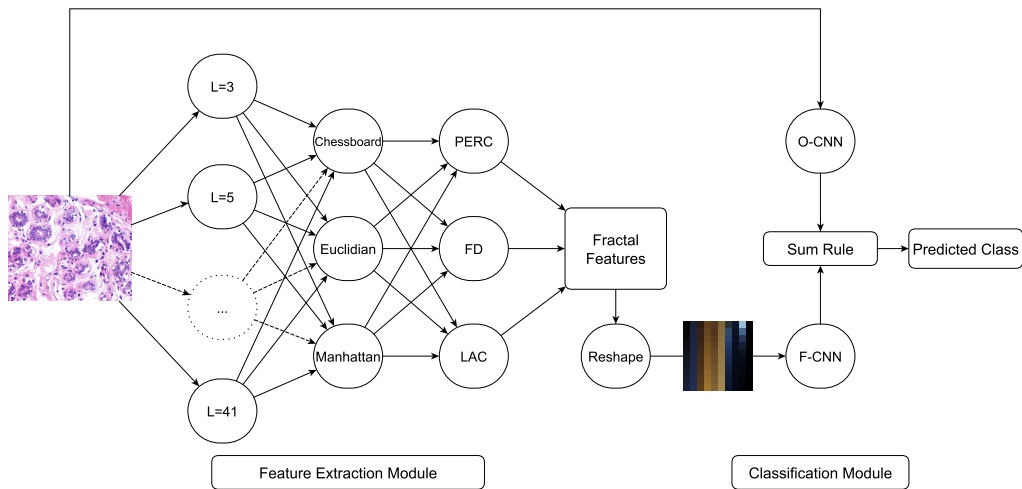 L=3
L=5
...
L=41
Chessboard
Euclidian
Manhattan
PERC
FD
LAC
Fractal
Features
Reshape
O-CNN
Sum Rule
F-CNN
Predicted Class
Feature Extraction Module
Classification Module